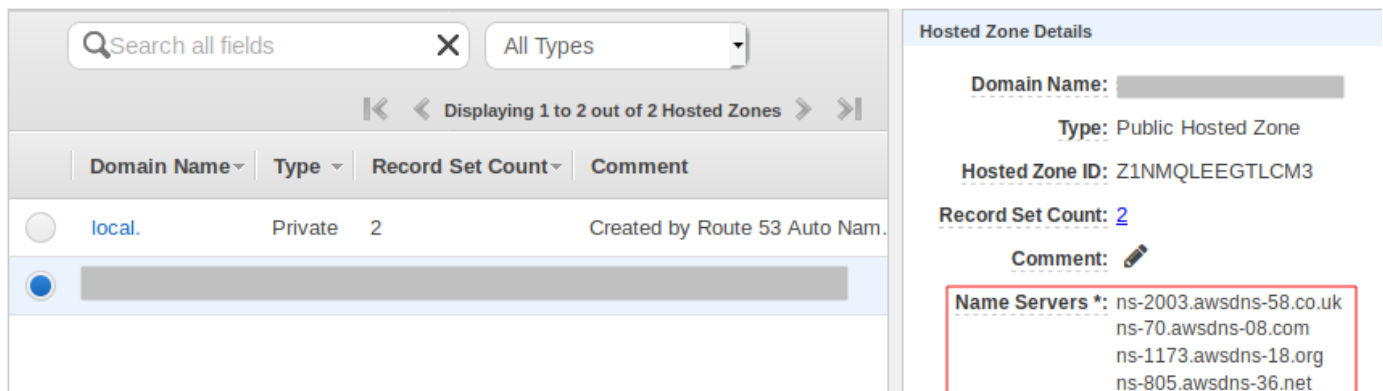 Search all fields
All Types
Displaying 1 to 2 out of 2 Hosted Zones
Domain Name Type Record Set Count Comment
local. Private 2 Created by Route 53 Auto Nam.
Hosted Zone Details
Domain Name:
Type: Public Hosted Zone
Hosted Zone ID: Z1NMQLEEGTLCM3
Record Set Count: 2
Comment:
Name Servers *: ns-2003.awsdns-58.co.uk
ns-70.awsdns-08.com
ns-1173.awsdns-18.org
ns-805.awsdns-36.net